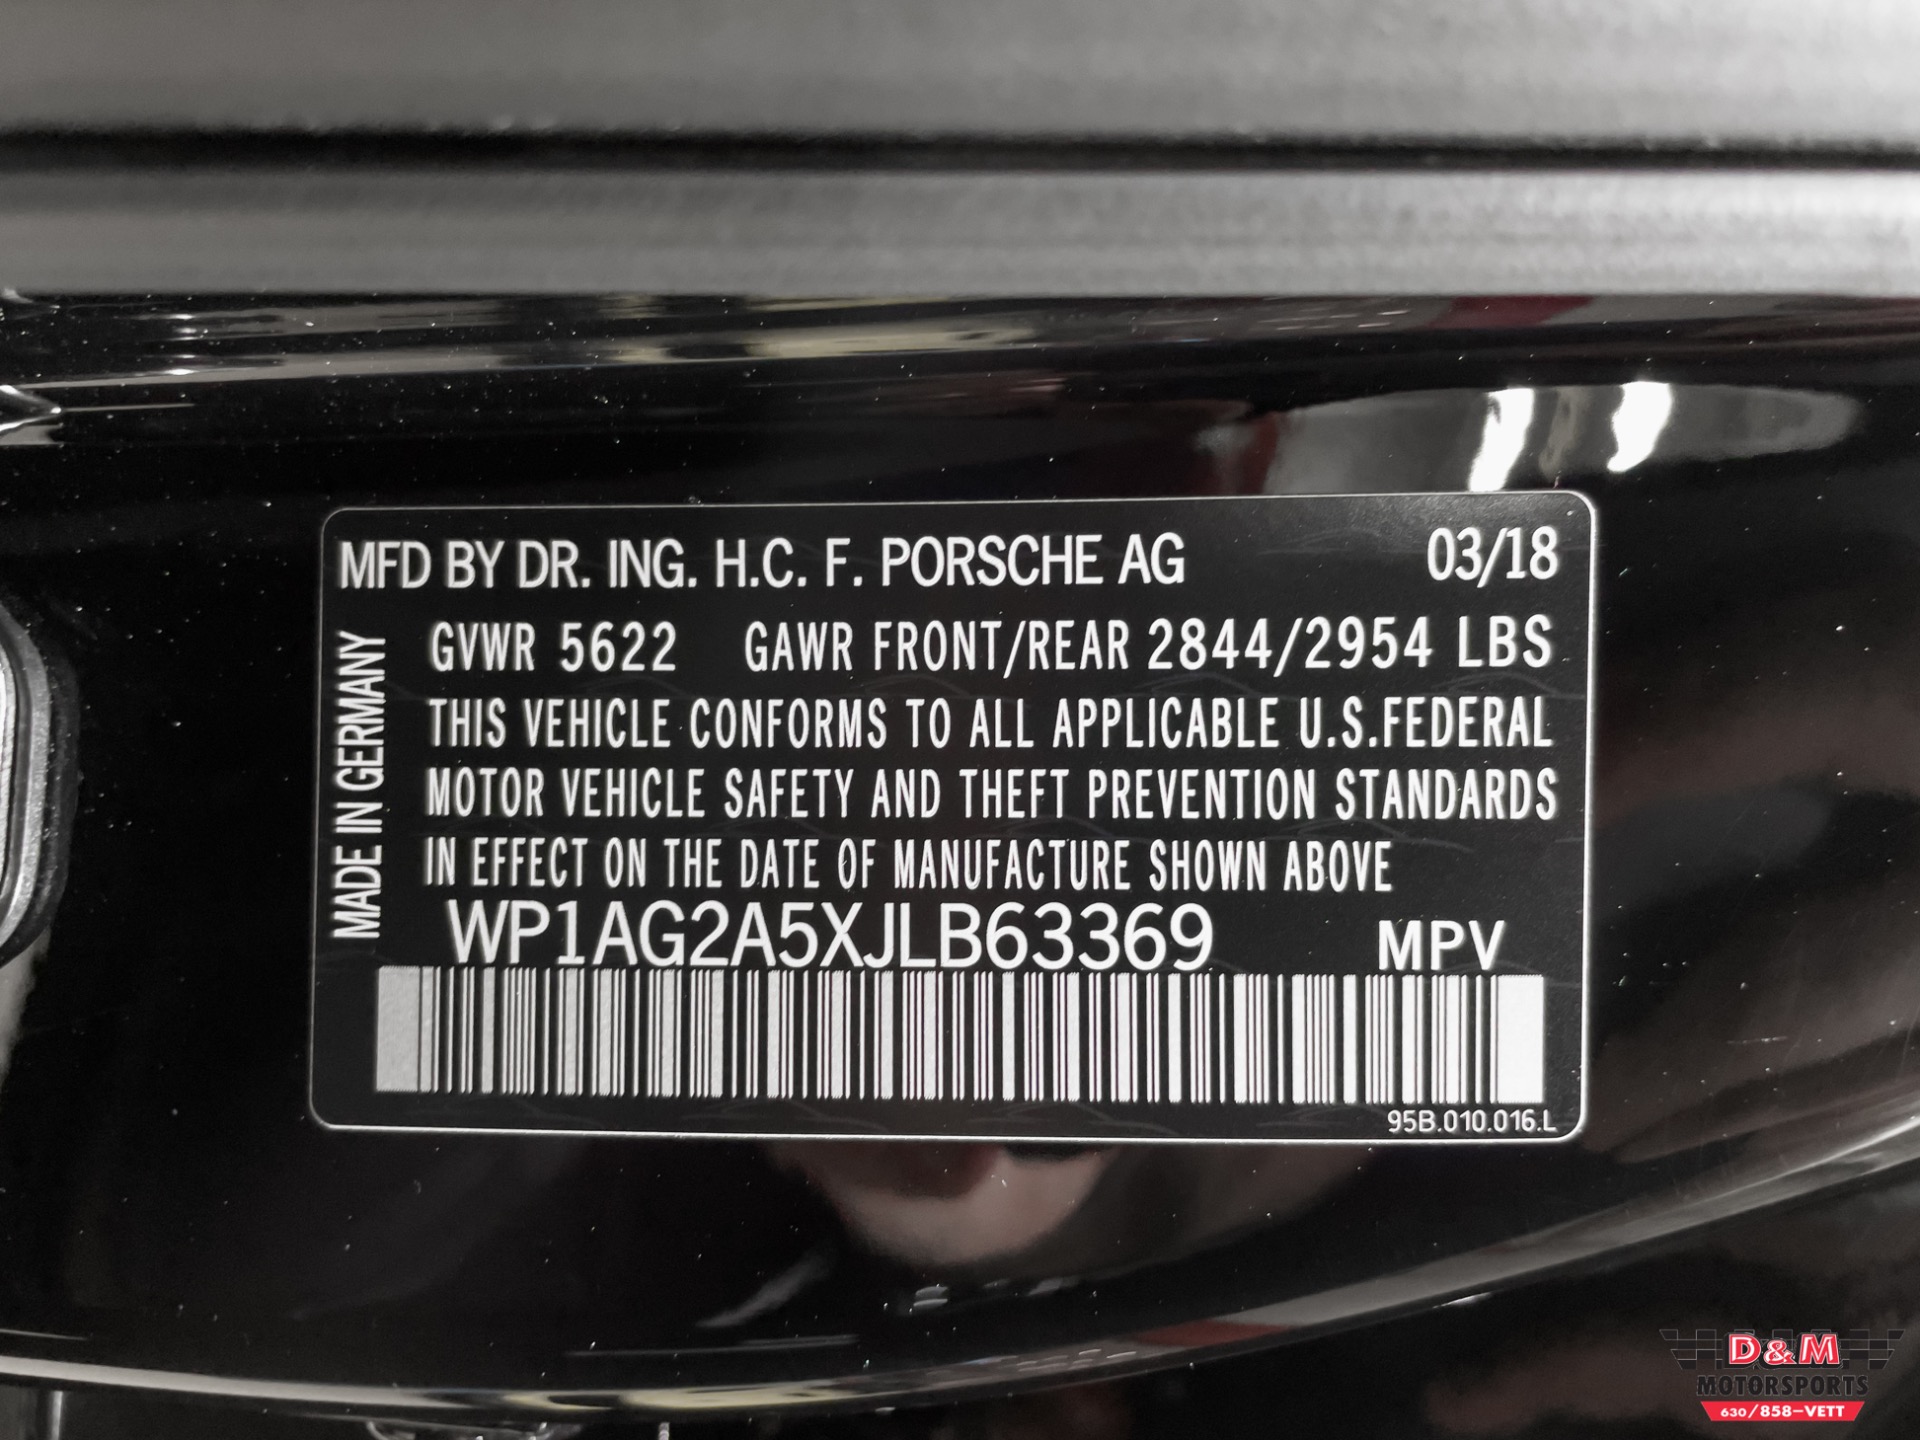 MFD BY DR. ING. H.C. F. PORSCHE AG 03/18
MADE IN GERMANY
GVWR 5622 GAWR FRONT/REAR 2844/2954 LBS
THIS VEHICLE CONFORMS TO ALL APPLICABLE U.S.FEDERAL
MOTOR VEHICLE SAFETY AND THEFT PREVENTION STANDARDS
IN EFFECT ON THE DATE OF MANUFACTURE SHOWN ABOVE
WP1AG2A5XJLB63369 MPV
95B.010.016.L
D&M
MOTORSPORTS
630/858-VETT